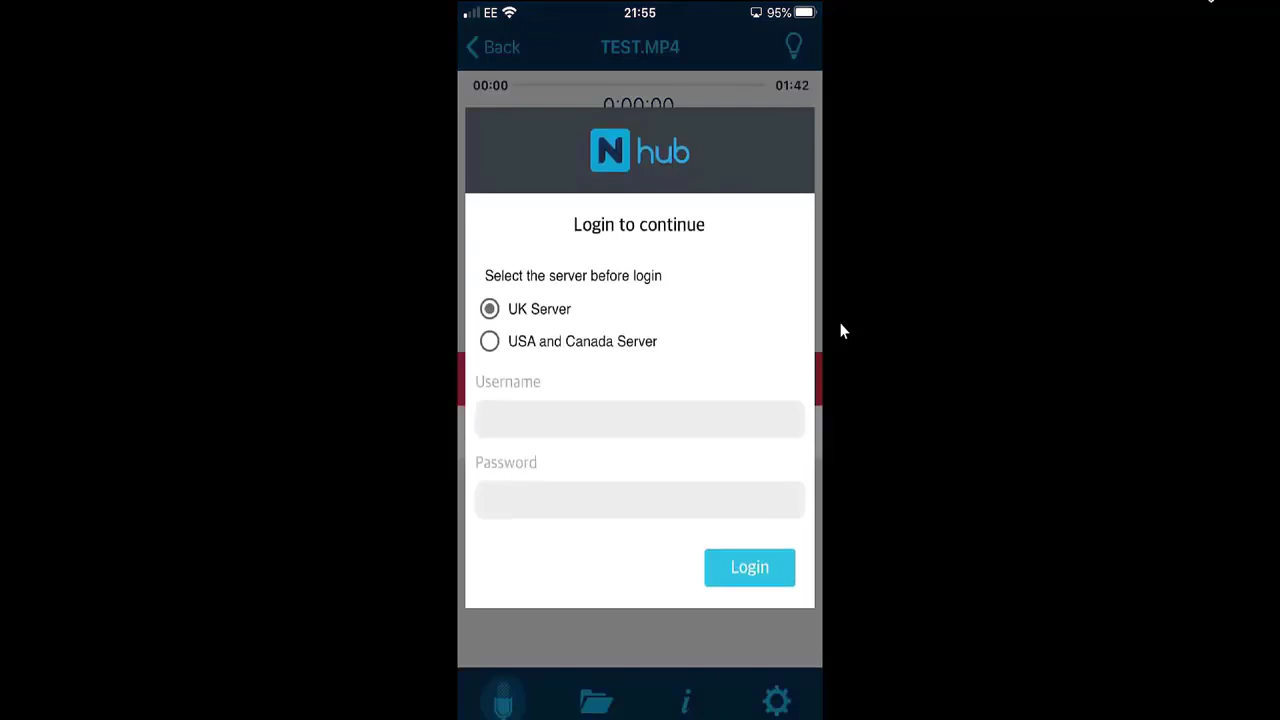 EE 21:55 95%
Back TEST.MP4
00:00 01:42
0:00:00
N hub
Login to continue
Select the server before login
UK Server
USA and Canada Server
Username
Password
Login
i